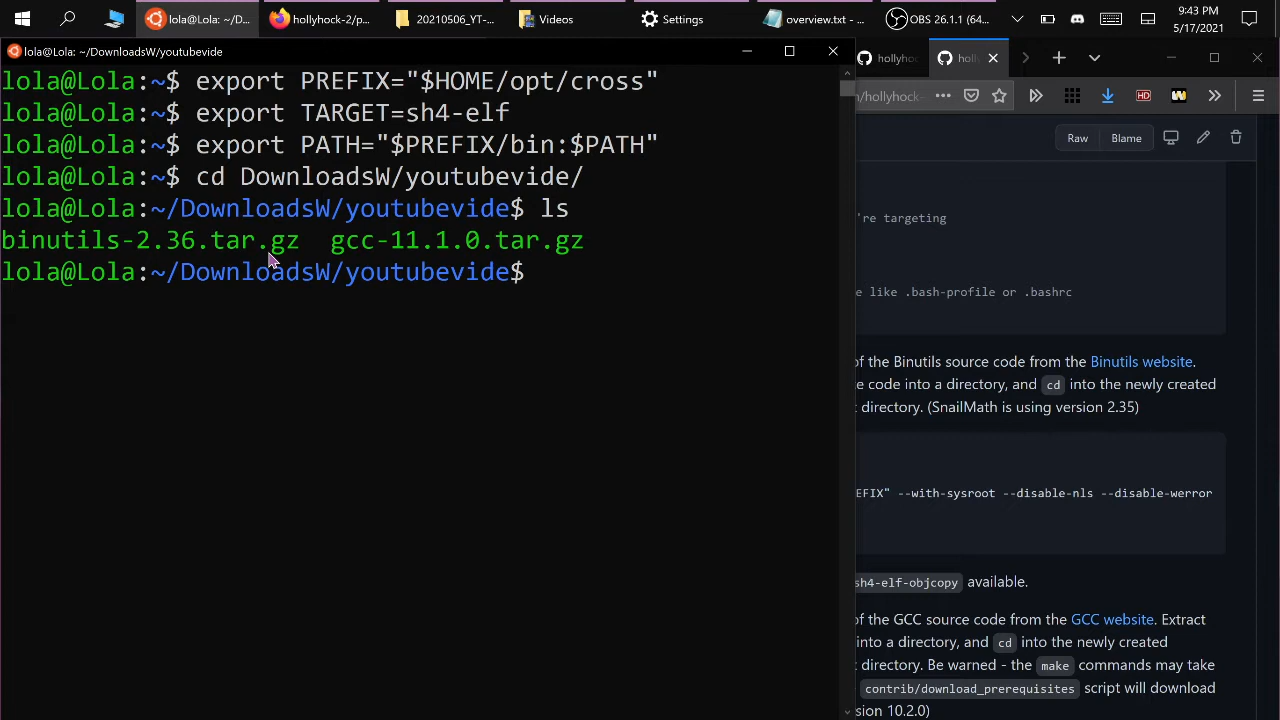 lola@Lola: ~/D...
hollyhock-2/p...
20210506_YT-...
Videos
Settings
overview.txt - ...
OBS 26.1.1 (64...
9:43 PM
5/17/2021
lola@Lola: ~/DownloadsW/youtubevide
lola@Lola:~$ export PREFIX="$HOME/opt/cross"
lola@Lola:~$ export TARGET=sh4-elf
lola@Lola:~$ export PATH="$PREFIX/bin:$PATH"
lola@Lola:~$ cd DownloadsW/youtubevide/
lola@Lola:~/DownloadsW/youtubevide$ ls
binutils-2.36.tar.gz gcc-11.1.0.tar.gz
lola@Lola:~/DownloadsW/youtubevide$
hollyhock
holl
m/hollyhock-
HD
Raw
Blame
're targeting
e like .bash-profile or .bashrc
of the Binutils source code from the Binutils website.
e code into a directory, and cd into the newly created
t directory. (SnailMath is using version 2.35)
EFIX" --with-sysroot --disable-nls --disable-werror
sh4-elf-objcopy available.
of the GCC source code from the GCC website. Extract
into a directory, and cd into the newly created
t directory. Be warned - the make commands may take
contrib/download_prerequisites script will download
sion 10.2.0)